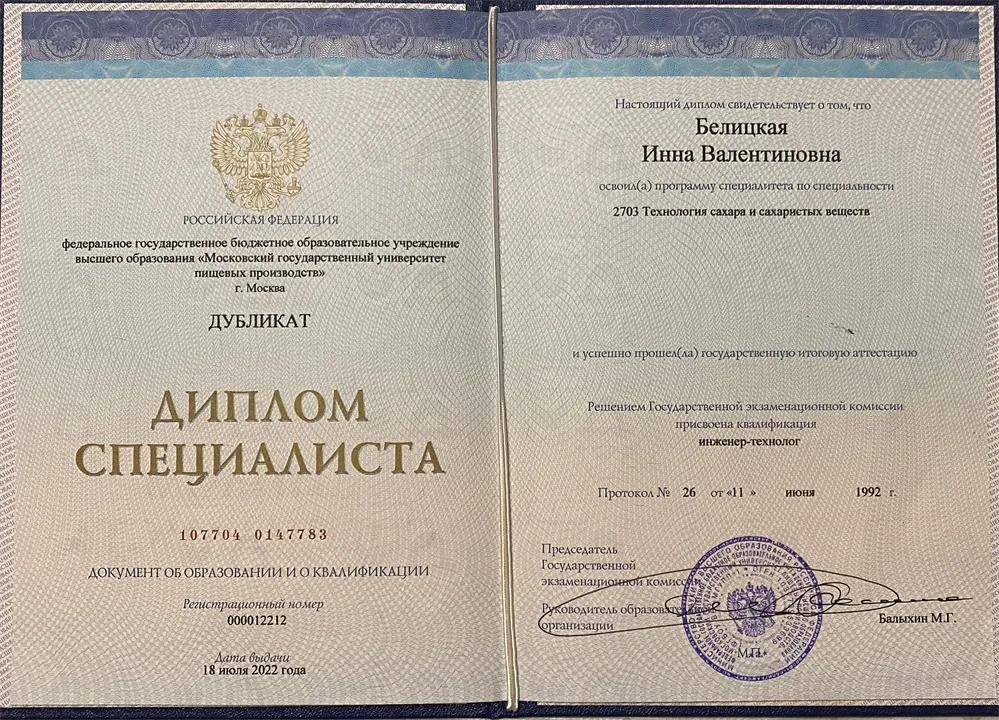 РОССИЙСКАЯ ФЕДЕРАЦИЯ
федеральное государственное бюджетное образовательное учреждение
высшего образования «Московский государственный университет
пищевых производств»
г. Москва
ДУБЛИКАТ
ДИПЛОМ
СПЕЦИАЛИСТА
107704 0147783
ДОКУМЕНТ ОБ ОБРАЗОВАНИИ И О КВАЛИФИКАЦИИ
Регистрационный номер
000012212
Дата выдачи
18 июля 2022 года
Настоящий диплом свидетельствует о том, что
Белицкая
Инна Валентиновна
освоил(а) программу специалитета по специальности
2703 Технология сахара и сахаристых веществ
и успешно прошел(ла) государственную итоговую аттестацию
Решением Государственной экзаменационной комиссии
присвоена квалификация
инженер-технолог
Протокол № 26 от «11 » июня 1992 г.
Председатель
Государственной
экзаменационной комиссии
Руководитель образовательной
организации
Балыхин М.Г.
М.П.